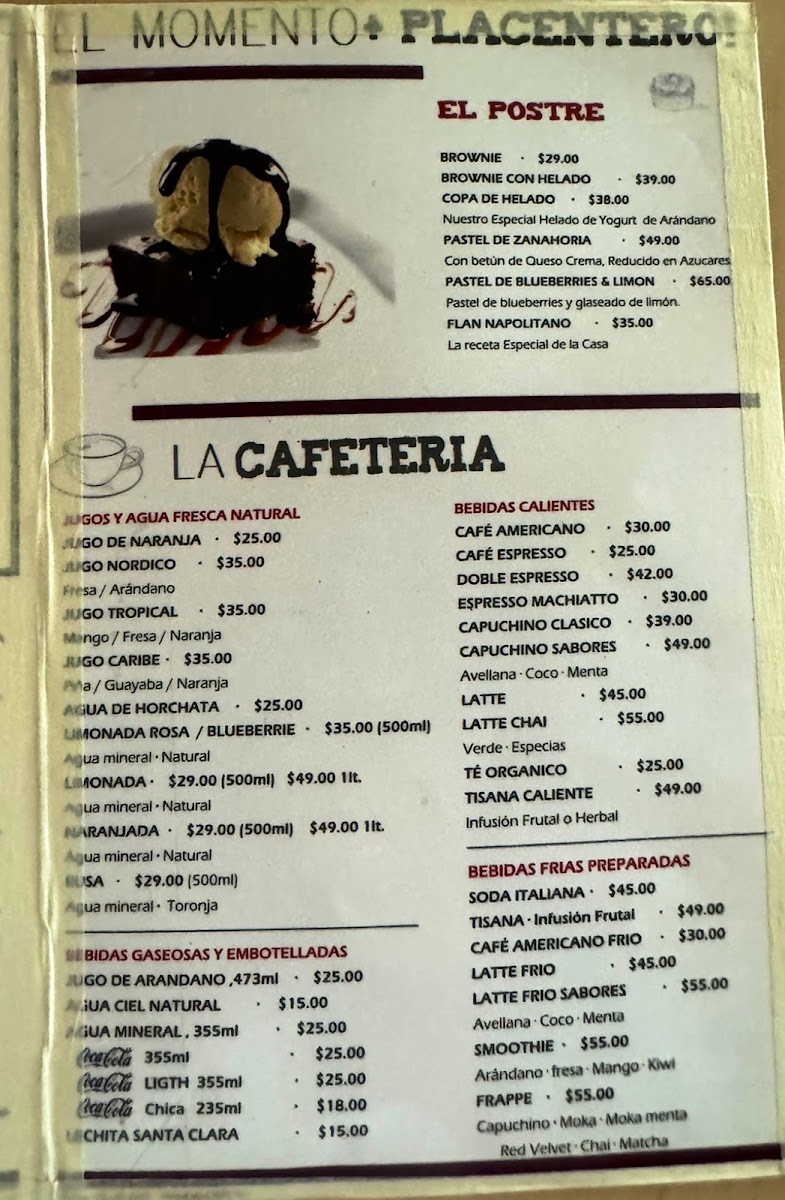 EL MOMENTO + PLACENTERO!
EL POSTRE
BROWNIE · $29.00
BROWNIE CON HELADO · $39.00
COPA DE HELADO · $38.00
Nuestro Especial Helado de Yogurt de Arándano
PASTEL DE ZANAHORIA · $49.00
Con betún de Queso Crema, Reducido en Azucares
PASTEL DE BLUEBERRIES & LIMON · $65.00
Pastel de blueberries y glaseado de limón.
FLAN NAPOLITANO · $35.00
La receta Especial de la Casa
LA CAFETERIA
JUGOS Y AGUA FRESCA NATURAL
JUGO DE NARANJA · $25.00
JUGO NORDICO · $35.00
Fresa / Arándano
JUGO TROPICAL · $35.00
Mango / Fresa / Naranja
JUGO CARIBE · $35.00
Piña / Guayaba / Naranja
AGUA DE HORCHATA · $25.00
LIMONADA ROSA / BLUEBERRIE · $35.00 (500ml)
Agua mineral · Natural
LIMONADA · $29.00 (500ml) $49.00 1lt.
Agua mineral · Natural
NARANJADA · $29.00 (500ml) $49.00 1lt.
Agua mineral · Natural
RUSA · $29.00 (500ml)
Agua mineral · Toronja
BEBIDAS GASEOSAS Y EMBOTELLADAS
JUGO DE ARANDANO ,473ml · $25.00
AGUA CIEL NATURAL · $15.00
AGUA MINERAL , 355ml · $25.00
Coca-Cola 355ml · $25.00
Coca-Cola LIGTH 355ml · $25.00
Coca-Cola Chica 235ml · $18.00
LECHITA SANTA CLARA · $15.00
BEBIDAS CALIENTES
CAFÉ AMERICANO · $30.00
CAFÉ ESPRESSO · $25.00
DOBLE ESPRESSO · $42.00
ESPRESSO MACHIATTO · $30.00
CAPUCHINO CLASICO · $39.00
CAPUCHINO SABORES · $49.00
Avellana · Coco · Menta
LATTE · $45.00
LATTE CHAI · $55.00
Verde · Especias
TÉ ORGANICO · $25.00
TISANA CALIENTE · $49.00
Infusión Frutal o Herbal
BEBIDAS FRIAS PREPARADAS
SODA ITALIANA · $45.00
TISANA · Infusión Frutal · $49.00
CAFÉ AMERICANO FRIO · $30.00
LATTE FRIO · $45.00
LATTE FRIO SABORES · $55.00
Avellana · Coco · Menta
SMOOTHIE · $55.00
Arándano · fresa · Mango · Kiwi
FRAPPE · $55.00
Capuchino · Moka · Moka menta
Red Velvet · Chai · Matcha